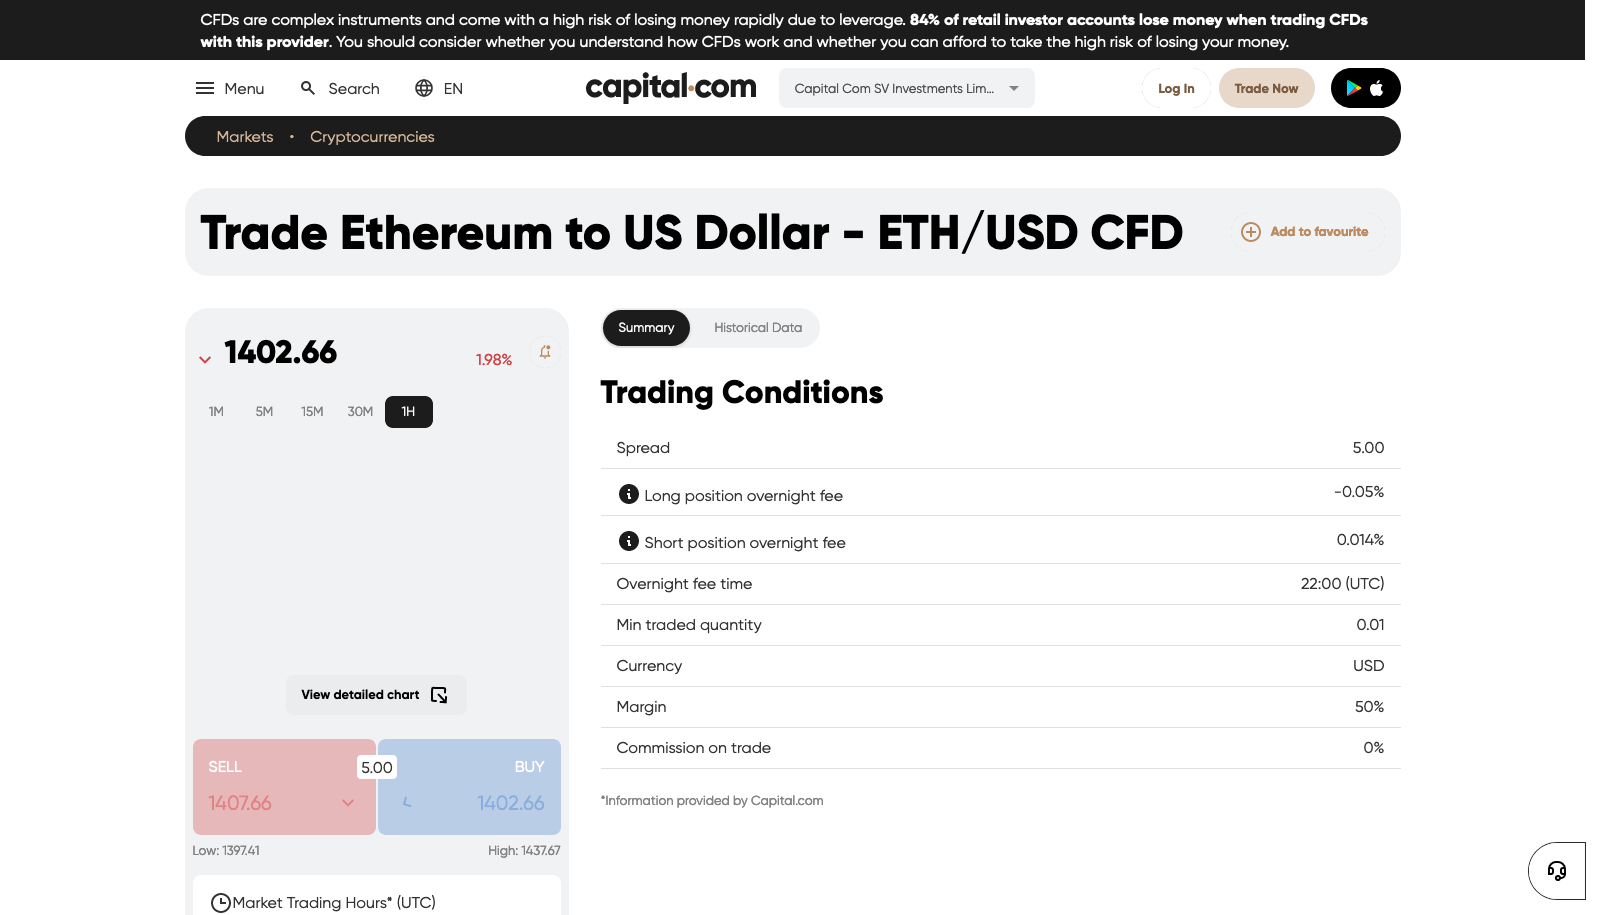 CFDs are complex instruments and come with a high risk of losing money rapidly due to leverage. 84% of retail investor accounts lose money when trading CFDs
with this provider. You should consider whether you understand how CFDs work and whether you can afford to take the high risk of losing your money.
Menu Search EN capital.com Capital Com SV Investments Lim... Log In Trade Now
Markets • Cryptocurrencies
Trade Ethereum to US Dollar - ETH/USD CFD Add to favourite
1402.66 1.98%
1M 5M 15M 30M 1H
View detailed chart
SELL 5.00 BUY
1407.66 1402.66
Low: 1397.41 High: 1437.67
Market Trading Hours* (UTC)
Summary Historical Data
Trading Conditions
Spread 5.00
Long position overnight fee -0.05%
Short position overnight fee 0.014%
Overnight fee time 22:00 (UTC)
Min traded quantity 0.01
Currency USD
Margin 50%
Commission on trade 0%
*Information provided by Capital.com